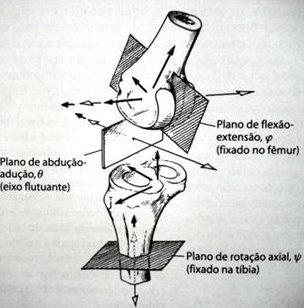 Plano de flexão-
extensão, φ
(fixado no fêmur)
Plano de abdução-
adução, θ
(eixo flutuante)
Plano de rotação axial, ψ
(fixado na tíbia)